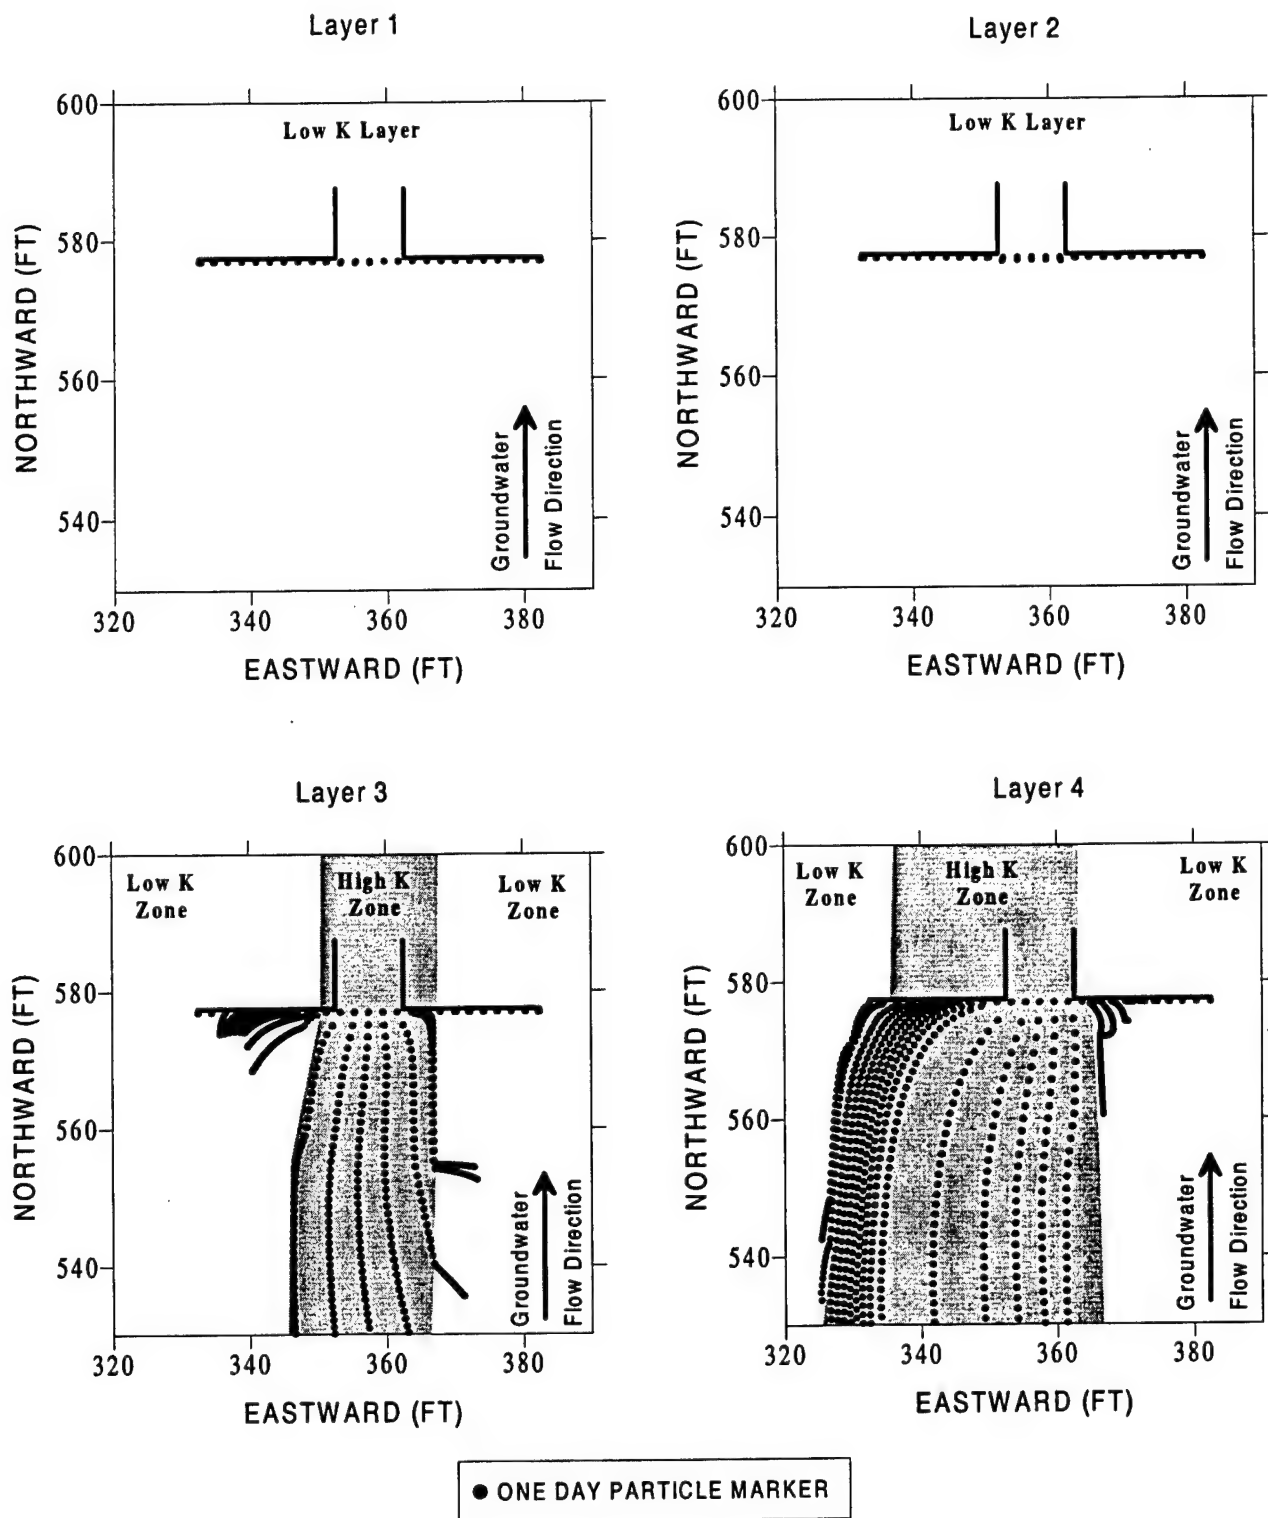 Layer 1
600
580
560
540
320
340
360
380
NORTHWARD (FT)
EASTWARD (FT)
Low K Layer
Groundwater
Flow Direction
Layer 2
600
580
560
540
320
340
360
380
NORTHWARD (FT)
EASTWARD (FT)
Low K Layer
Groundwater
Flow Direction
Layer 3
600
580
560
540
320
340
360
380
NORTHWARD (FT)
EASTWARD (FT)
Low K
Zone
High K
Zone
Low K
Zone
Groundwater
Flow Direction
Layer 4
600
580
560
540
320
340
360
380
NORTHWARD (FT)
EASTWARD (FT)
Low K
Zone
High K
Zone
Low K
Zone
Groundwater
Flow Direction
ONE DAY PARTICLE MARKER